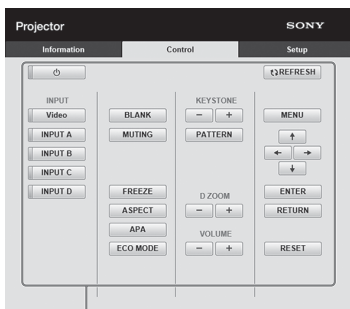 Projector SONY
Information Control Setup
REFRESH
INPUT KEYSTONE
Video BLANK − + MENU
INPUT A MUTING PATTERN
INPUT B
INPUT C
INPUT D FREEZE D ZOOM ENTER
ASPECT − + RETURN
APA VOLUME
ECO MODE − + RESET